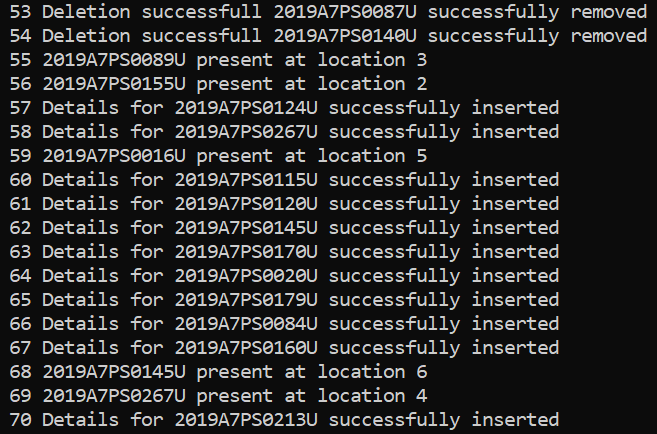 53 Deletion successfull 2019A7PS0087U successfully removed
54 Deletion successfull 2019A7PS0140U successfully removed
55 2019A7PS0089U present at location 3
56 2019A7PS0155U present at location 2
57 Details for 2019A7PS0124U successfully inserted
58 Details for 2019A7PS0267U successfully inserted
59 2019A7PS0016U present at location 5
60 Details for 2019A7PS0115U successfully inserted
61 Details for 2019A7PS0120U successfully inserted
62 Details for 2019A7PS0145U successfully inserted
63 Details for 2019A7PS0170U successfully inserted
64 Details for 2019A7PS0020U successfully inserted
65 Details for 2019A7PS0179U successfully inserted
66 Details for 2019A7PS0084U successfully inserted
67 Details for 2019A7PS0160U successfully inserted
68 2019A7PS0145U present at location 6
69 2019A7PS0267U present at location 4
70 Details for 2019A7PS0213U successfully inserted